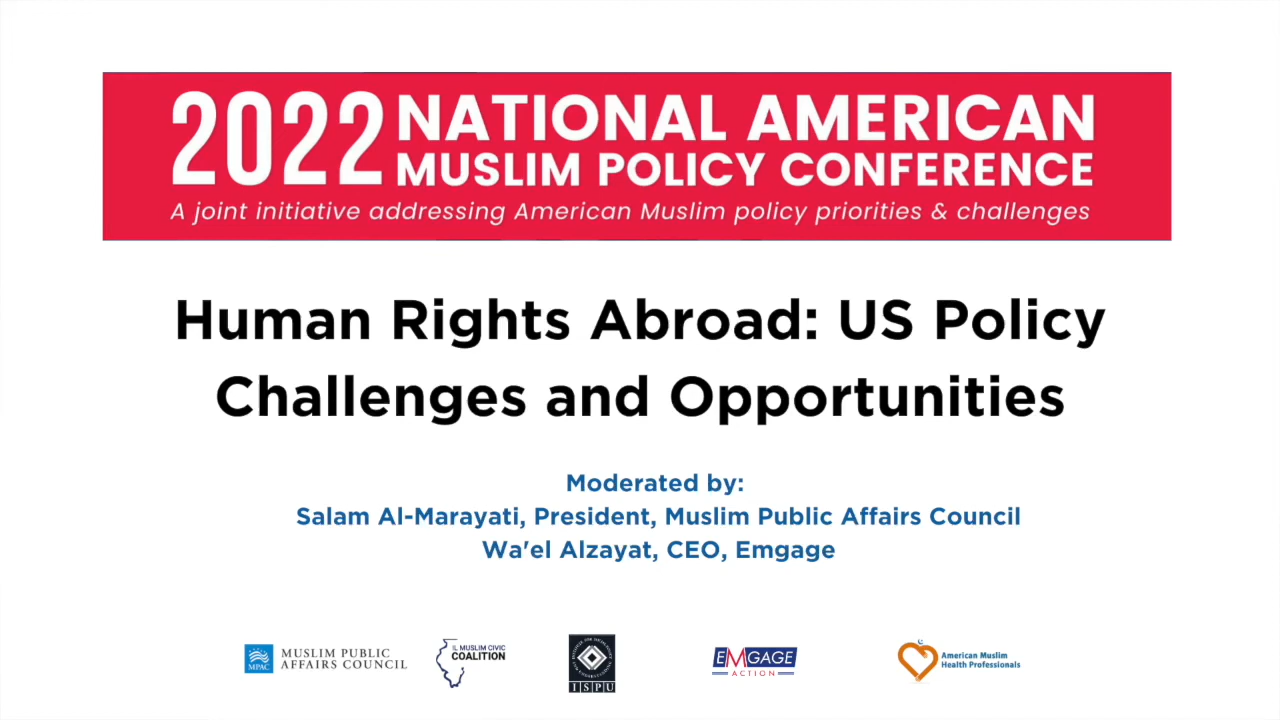 2022 NATIONAL AMERICAN
MUSLIM POLICY CONFERENCE
A joint initiative addressing American Muslim policy priorities & challenges
Human Rights Abroad: US Policy
Challenges and Opportunities
Moderated by:
Salam Al-Marayati, President, Muslim Public Affairs Council
Wa'el Alzayat, CEO, Emgage
MPAC
MUSLIM PUBLIC
AFFAIRS COUNCIL
IL MUSLIM CIVIC
COALITION
ISPU
EMGAGE
ACTION
American Muslim
Health Professionals